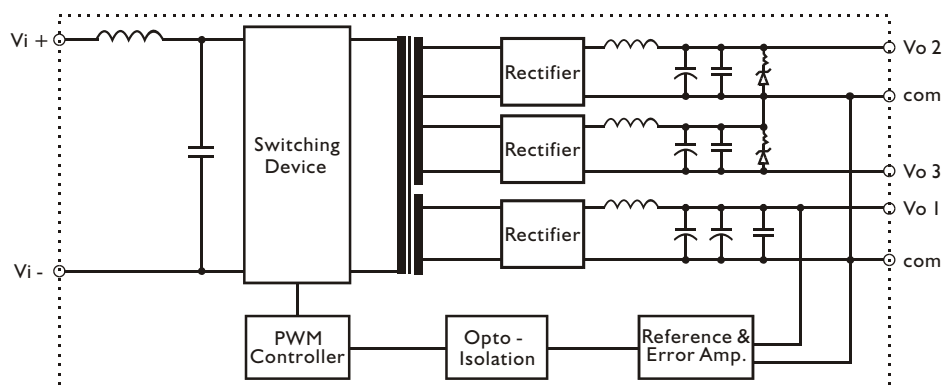 Vi +
Vo 2
Rectifier
com
Switching
Device
Rectifier
Vo 3
Vo 1
Rectifier
com
Vi -
PWM
Controller
Opto -
Isolation
Reference &
Error Amp.